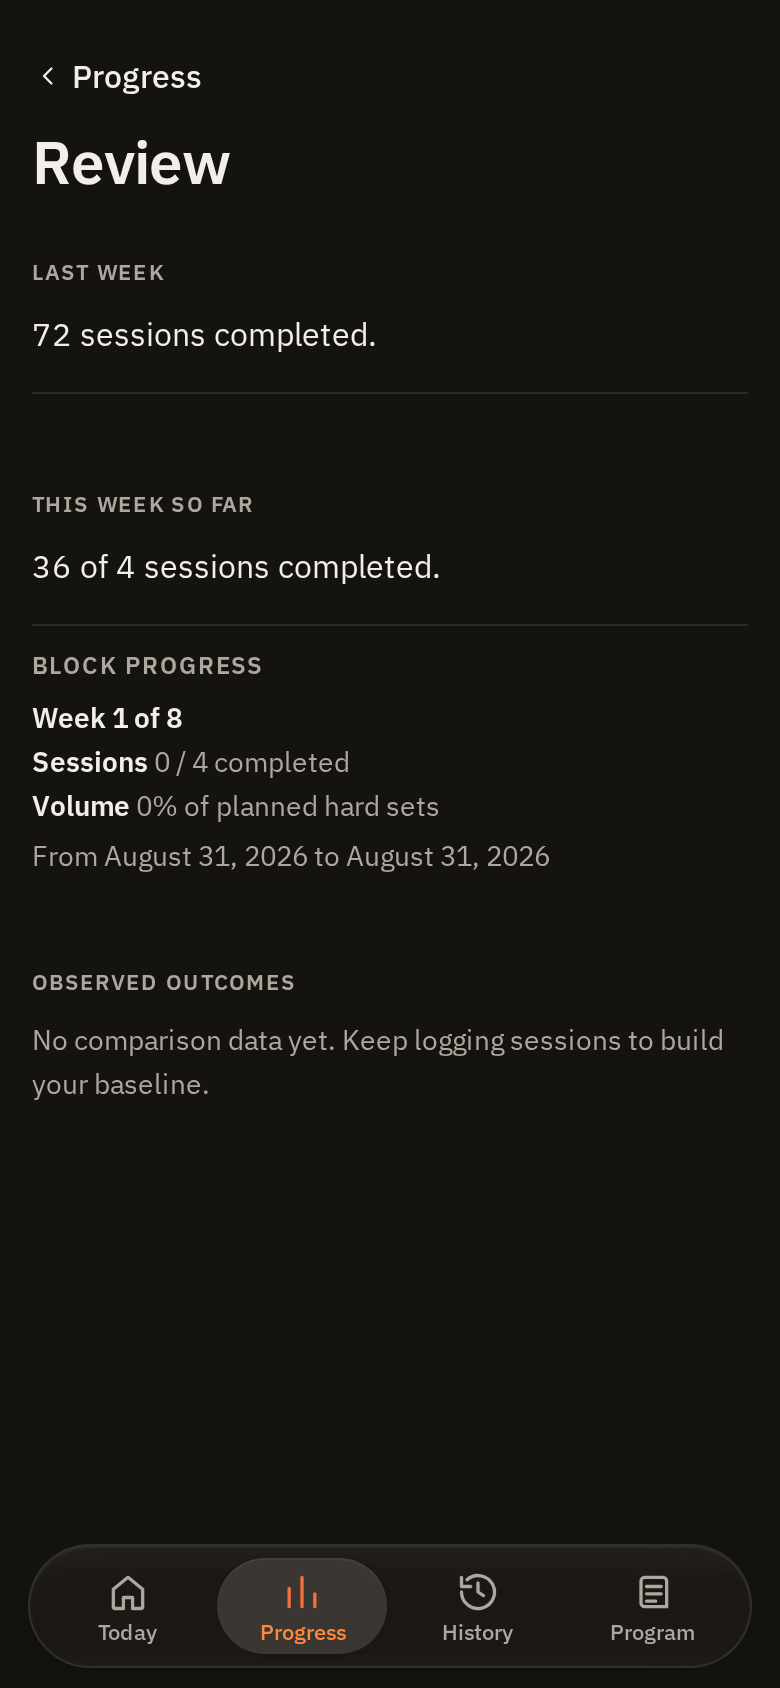 Progress
Review
LAST WEEK
72 sessions completed.
THIS WEEK SO FAR
36 of 4 sessions completed.
BLOCK PROGRESS
Week 1 of 8
Sessions 0 / 4 completed
Volume 0% of planned hard sets
From August 31, 2026 to August 31, 2026
OBSERVED OUTCOMES
No comparison data yet. Keep logging sessions to build
your baseline.
Today
Progress
History
Program